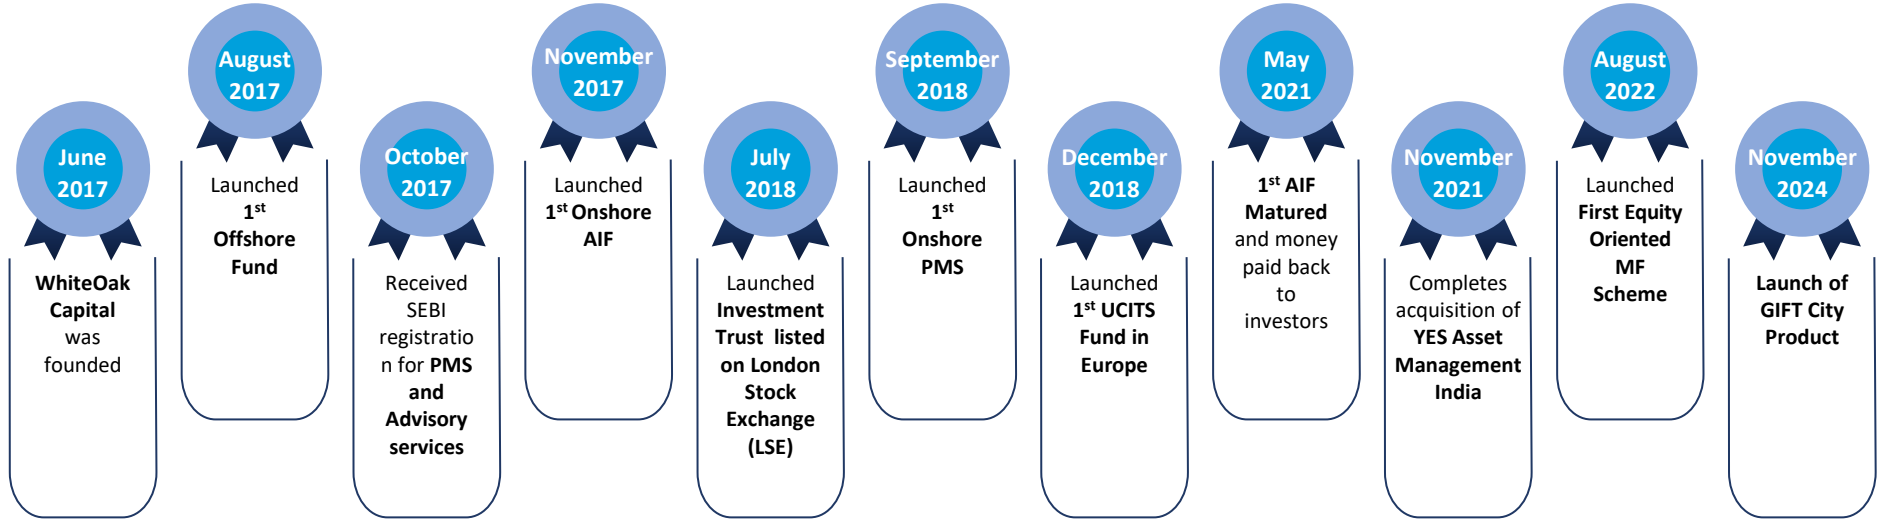 June
2017
WhiteOak
Capital
was
founded
August
2017
Launched
1st
Offshore
Fund
October
2017
Received
SEBI
registratio
n for PMS
and
Advisory
services
November
2017
Launched
1st Onshore
AIF
July
2018
Launched
Investment
Trust listed
on London
Stock
Exchange
(LSE)
September
2018
Launched
1st
Onshore
PMS
December
2018
Launched
1st UCITS
Fund in
Europe
May
2021
1st AIF
Matured
and money
paid back
to
investors
November
2021
Completes
acquisition of
YES Asset
Management
India
August
2022
Launched
First Equity
Oriented
MF
Scheme
November
2024
Launch of
GIFT City
Product